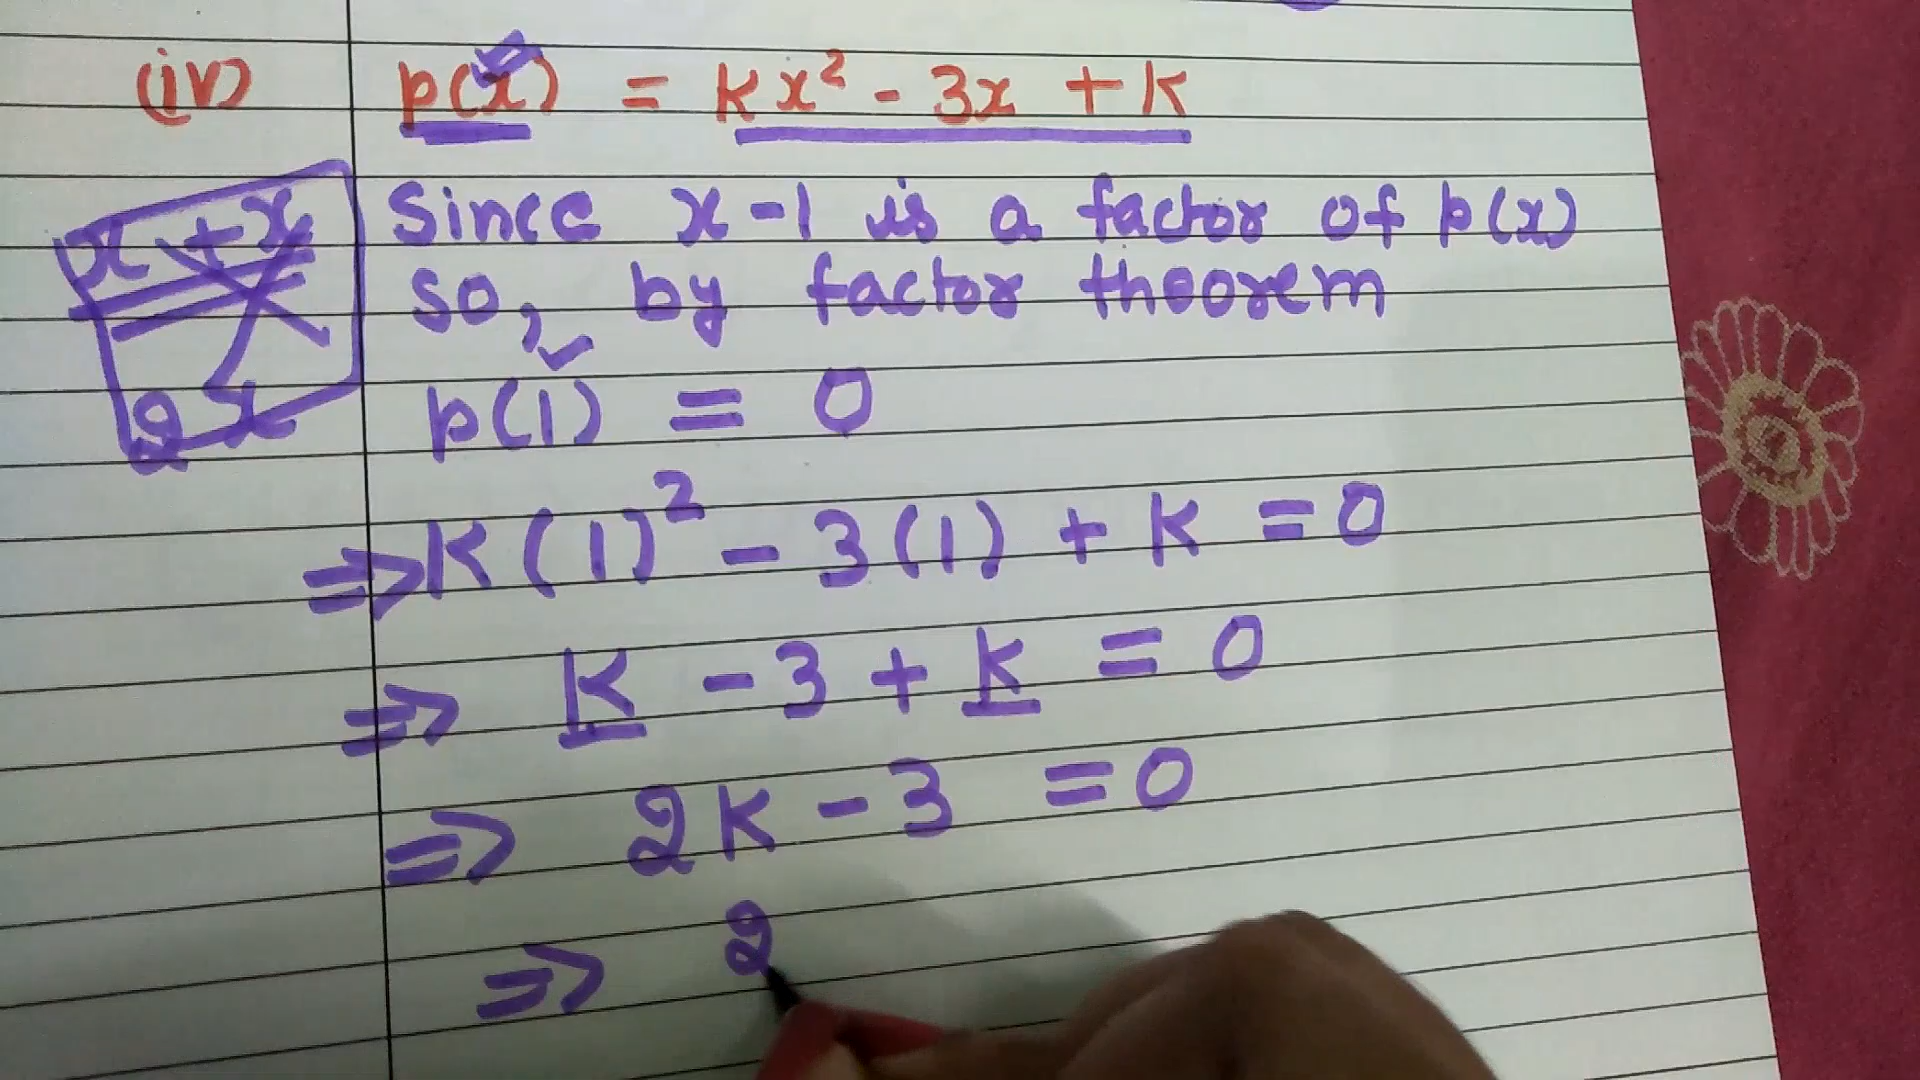 (iv) p(x) = kx² - 3x + k
x + x
2x
Since x-1 is a factor of p(x)
so, by factor theorem
p(1) = 0
⇒ K(1)² - 3(1) + k = 0
⇒ K - 3 + k = 0
⇒ 2K - 3 = 0
⇒ 2